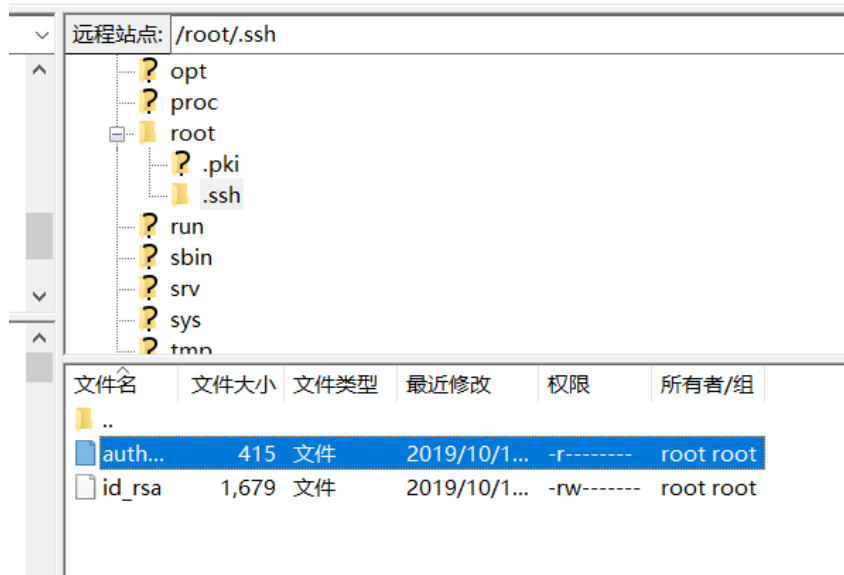 远程站点: /root/.ssh
opt
proc
root
.pki
.ssh
run
sbin
srv
sys
tmp
文件名 文件大小 文件类型 最近修改 权限 所有者/组
..
auth... 415 文件 2019/10/1... -r-------- root root
id_rsa 1,679 文件 2019/10/1... -rw------- root root